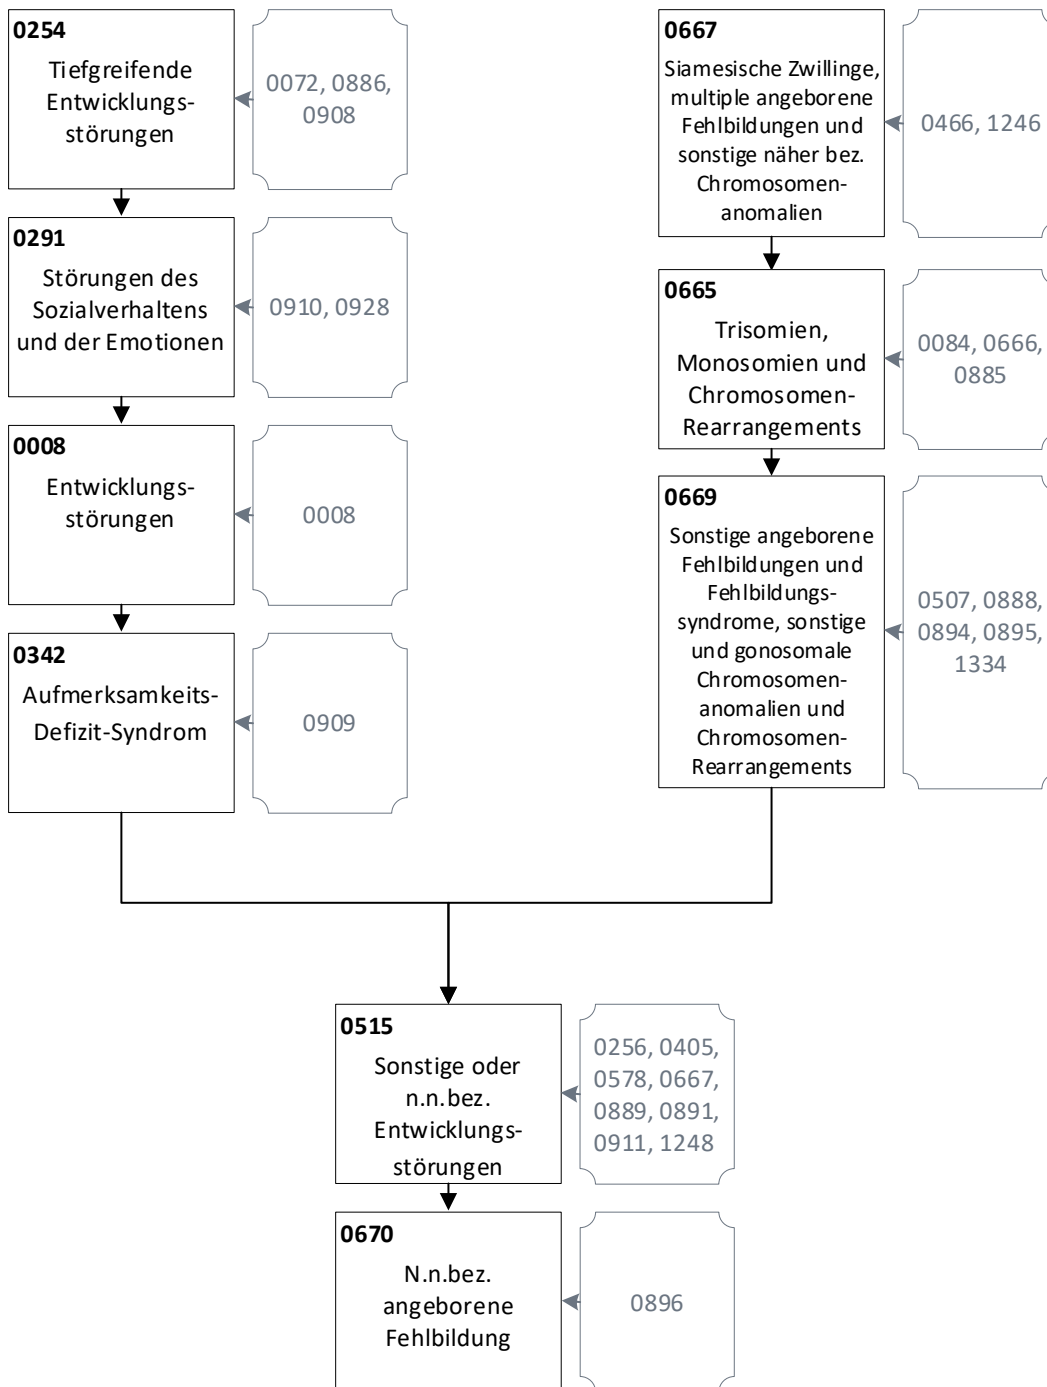 0254
Tiefgreifende
Entwicklungs-
störungen
0072, 0886,
0908
0291
Störungen des
Sozialverhaltens
und der Emotionen
0910, 0928
0008
Entwicklungs-
störungen
0008
0342
Aufmerksamkeits-
Defizit-Syndrom
0909
0667
Siamesische Zwillinge,
multiple angeborene
Fehlbildungen und
sonstige näher bez.
Chromosomen-
anomalien
0466, 1246
0665
Trisomien,
Monosomien und
Chromosomen-
Rearrangements
0084, 0666,
0885
0669
Sonstige angeborene
Fehlbildungen und
Fehlbildungs-
syndrome, sonstige
und gonosomale
Chromosomen-
anomalien und
Chromosomen-
Rearrangements
0507, 0888,
0894, 0895,
1334
0515
Sonstige oder
n.n.bez.
Entwicklungs-
störungen
0256, 0405,
0578, 0667,
0889, 0891,
0911, 1248
0670
N.n.bez.
angeborene
Fehlbildung
0896